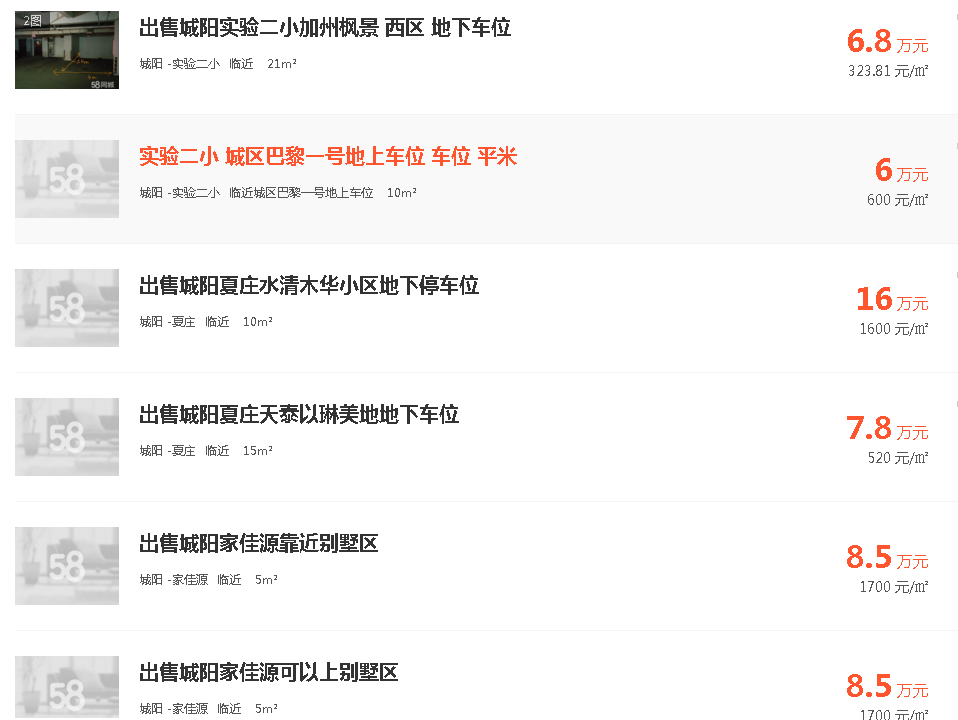 2图
58同城
出售城阳实验二小加州枫景 西区 地下车位
城阳 -实验二小 临近 21m²
6.8 万元
323.81 元/㎡
58
实验二小 城区巴黎一号地上车位 车位 平米
城阳 -实验二小 临近城区巴黎一号地上车位 10m²
6 万元
600 元/㎡
58
出售城阳夏庄水清木华小区地下停车位
城阳 -夏庄 临近 10m²
16 万元
1600 元/㎡
58
出售城阳夏庄天泰以琳美地地下车位
城阳 -夏庄 临近 15m²
7.8 万元
520 元/㎡
58
出售城阳家佳源靠近别墅区
城阳 -家佳源 临近 5m²
8.5 万元
1700 元/㎡
58
出售城阳家佳源可以上别墅区
城阳 -家佳源 临近 5m²
8.5 万元
1700 元/㎡